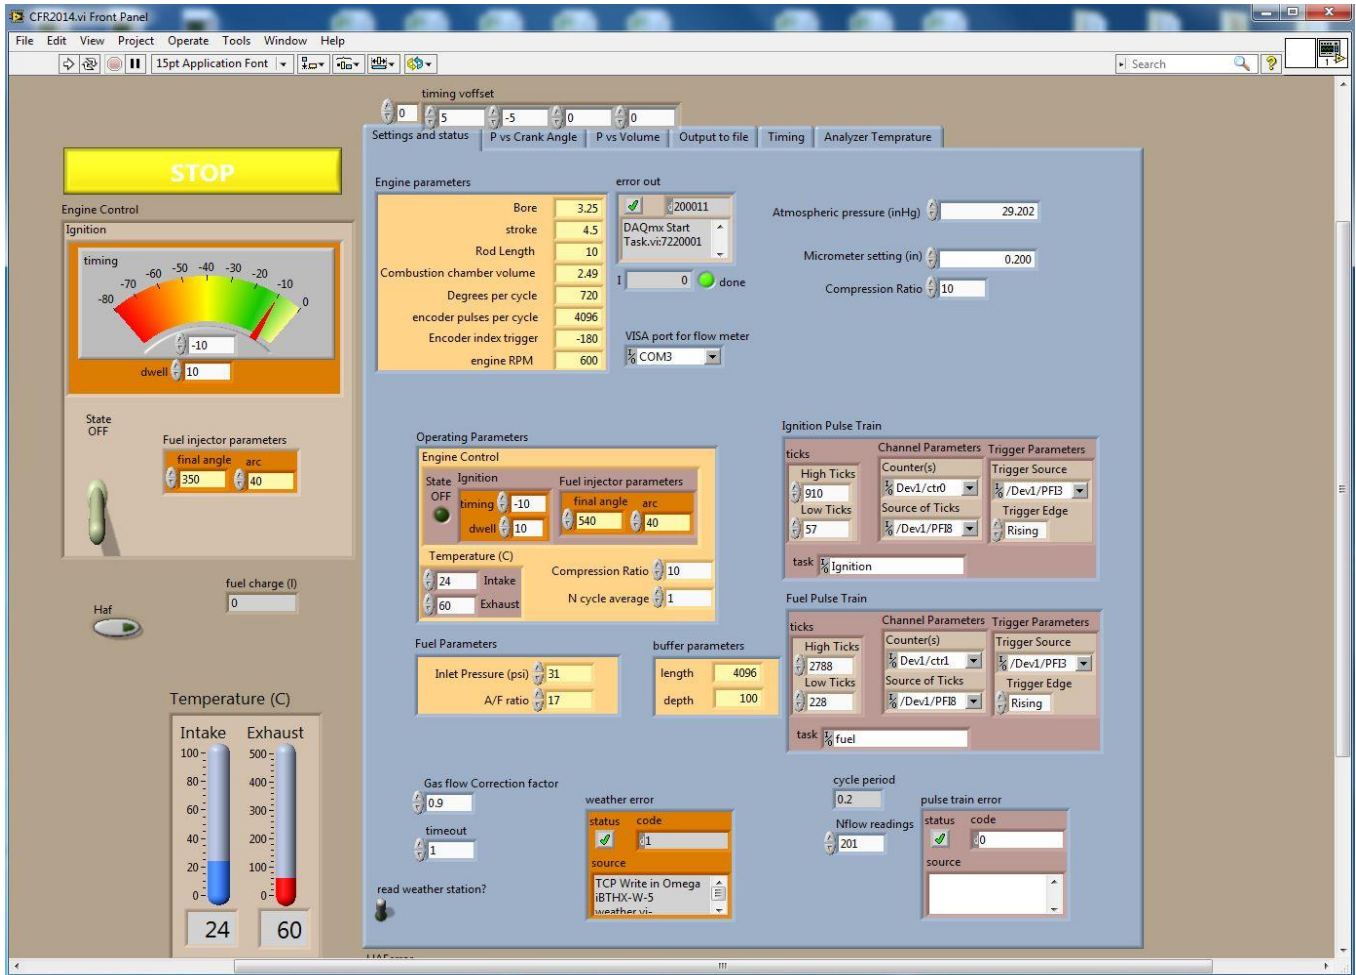 CFR2014.vi Front Panel
File Edit View Project Operate Tools Window Help
15pt Application Font
Search
1
timing voffset
0 5 -5 0 0
Settings and status P vs Crank Angle P vs Volume Output to file Timing Analyzer Temprature
STOP
Engine Control
Ignition
timing
-80 -70 -60 -50 -40 -30 -20 -10 0
-10
dwell 10
State
OFF
Fuel injector parameters
final angle arc
350 40
fuel charge (l)
0
Haf
Temperature (C)
Intake Exhaust
100 500
80 400
60 300
40 200
20 100
0 0
24 60
Engine parameters
Bore 3.25
stroke 4.5
Rod Length 10
Combustion chamber volume 2.49
Degrees per cycle 720
encoder pulses per cycle 4096
Encoder index trigger -180
engine RPM 600
error out
d 200011
DAQmx Start
Task.vi:7220001
I 0 done
VISA port for flow meter
COM3
Atmospheric pressure (inHg) 29.202
Micrometer setting (in) 0.200
Compression Ratio 10
Operating Parameters
Engine Control
State
OFF
Ignition
timing -10
dwell 10
Fuel injector parameters
final angle arc
540 40
Temperature (C)
24 Intake
60 Exhaust
Compression Ratio 10
N cycle average 1
Fuel Parameters
Inlet Pressure (psi) 31
A/F ratio 17
buffer parameters
length 4096
depth 100
Ignition Pulse Train
ticks
High Ticks
910
Low Ticks
57
Channel Parameters
Counter(s)
Dev1/ctr0
Source of Ticks
/Dev1/PFI8
Trigger Parameters
Trigger Source
/Dev1/PFI3
Trigger Edge
Rising
task Ignition
Fuel Pulse Train
ticks
High Ticks
2788
Low Ticks
228
Channel Parameters
Counter(s)
Dev1/ctr1
Source of Ticks
/Dev1/PFI8
Trigger Parameters
Trigger Source
/Dev1/PFI3
Trigger Edge
Rising
task fuel
Gas flow Correction factor
0.9
timeout
1
read weather station?
weather error
status code
d 1
source
TCP Write in Omega
iBTHX-W-5
weather.vi-
cycle period
0.2
Nflow readings
201
pulse train error
status code
d 0
source